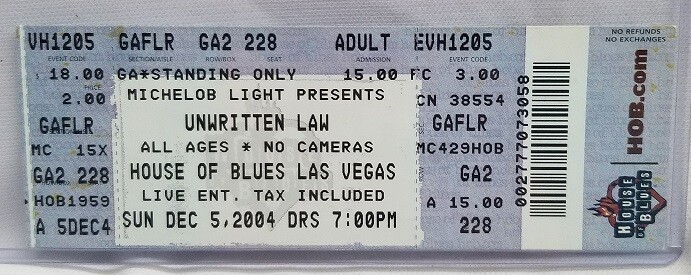 VH1205 GAFLR GA2 228 ADULT EVH1205
EVENT CODE SECTION/AISLE ROW/BOX SEAT ADMISSION EVENT CODE
18.00 GA*STANDING ONLY 15.00 FC 3.00
PRICE
2.00 MICHELOB LIGHT PRESENTS CN 38554
GAFLR UNWRITTEN LAW GAFLR
MC 15X ALL AGES * NO CAMERAS MC429HOB
GA2 228 HOUSE OF BLUES LAS VEGAS GA2
HOB1959 LIVE ENT. TAX INCLUDED A 15.00
A 5DEC4 SUN DEC 5,2004 DRS 7:00PM 228
002777073058
NO REFUNDS
NO EXCHANGES
HOB.com
HOUSE
OF BLUES